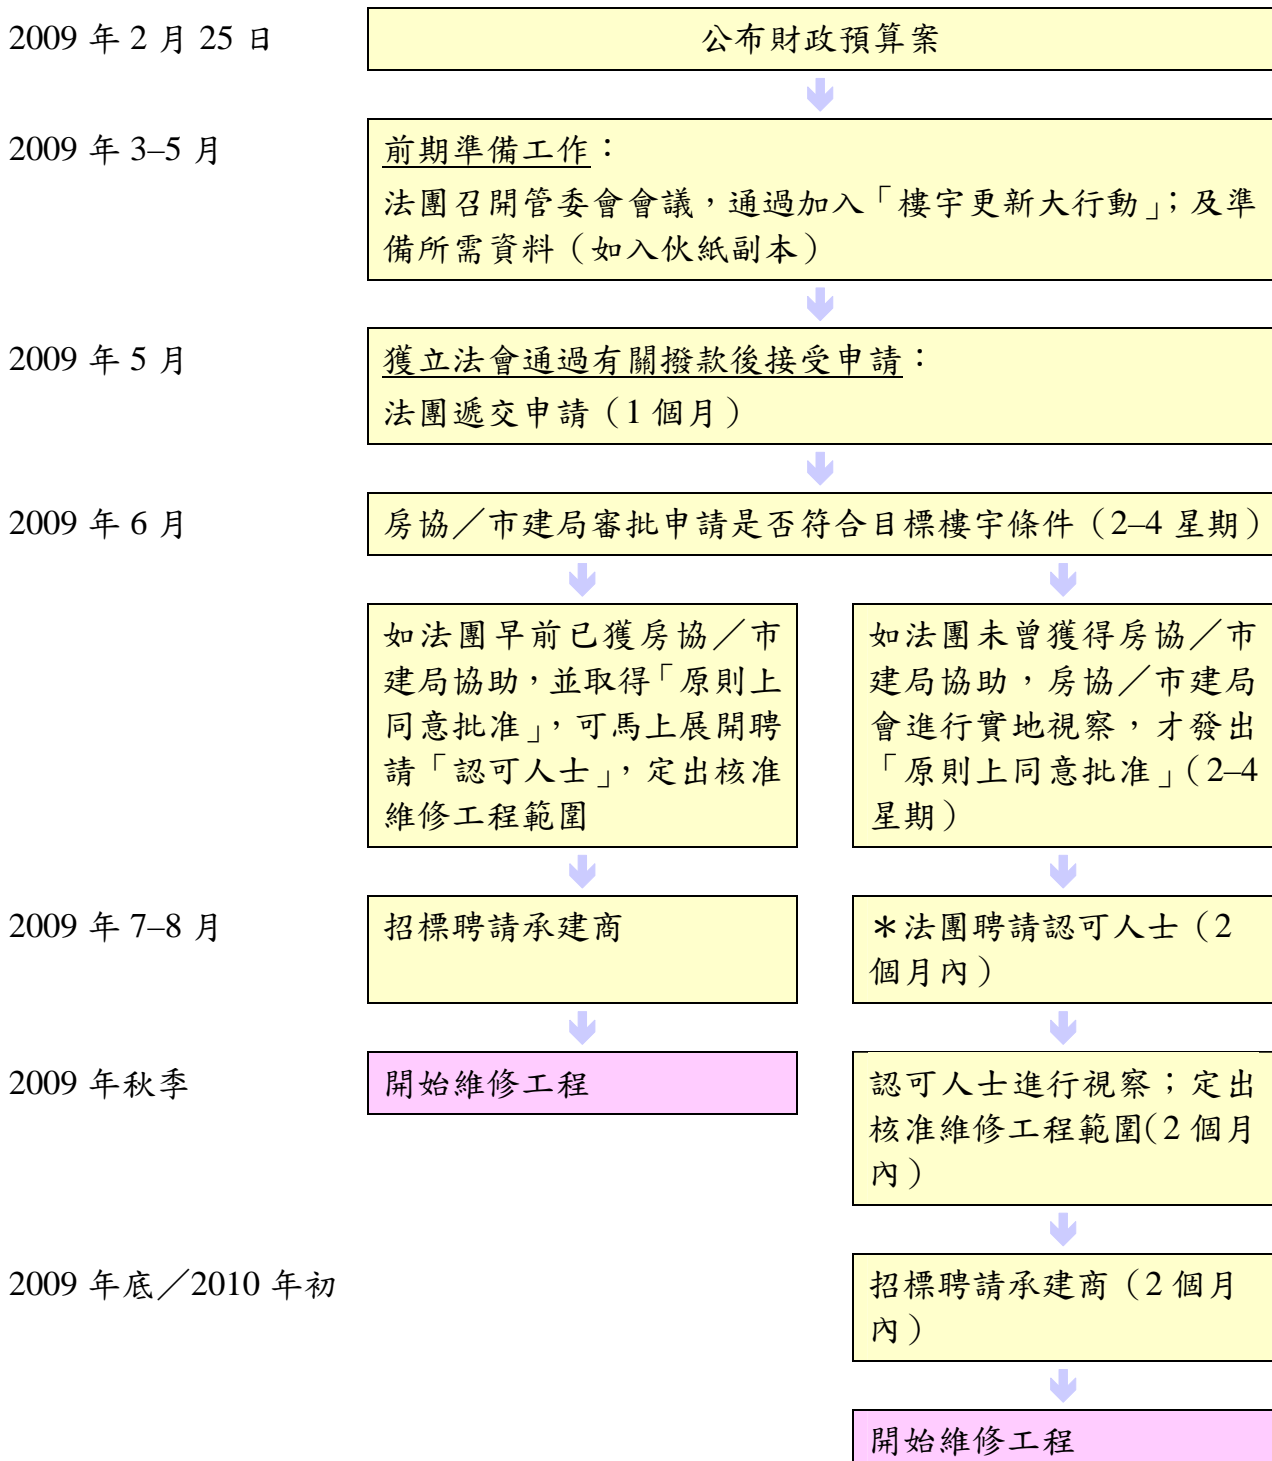 2009 年 2 月 25 日
公布財政預算案
2009 年 3–5 月
前期準備工作：
法團召開管委會會議，通過加入「樓宇更新大行動」；及準
備所需資料（如入伙紙副本）
2009 年 5 月
獲立法會通過有關撥款後接受申請：
法團遞交申請（1 個月）
2009 年 6 月
房協／市建局審批申請是否符合目標樓宇條件（2–4 星期）
如法團早前已獲房協／市
建局協助，並取得「原則上
同意批准」，可馬上展開聘
請「認可人士」，定出核准
維修工程範圍
如法團未曾獲得房協／市
建局協助，房協／市建局
會進行實地視察，才發出
「原則上同意批准」（2–4
星期）
2009 年 7–8 月
招標聘請承建商
＊法團聘請認可人士（2
個月內）
2009 年秋季
開始維修工程
認可人士進行視察；定出
核准維修工程範圍（2 個月
內）
2009 年底／2010 年初
招標聘請承建商（2 個月
內）
開始維修工程